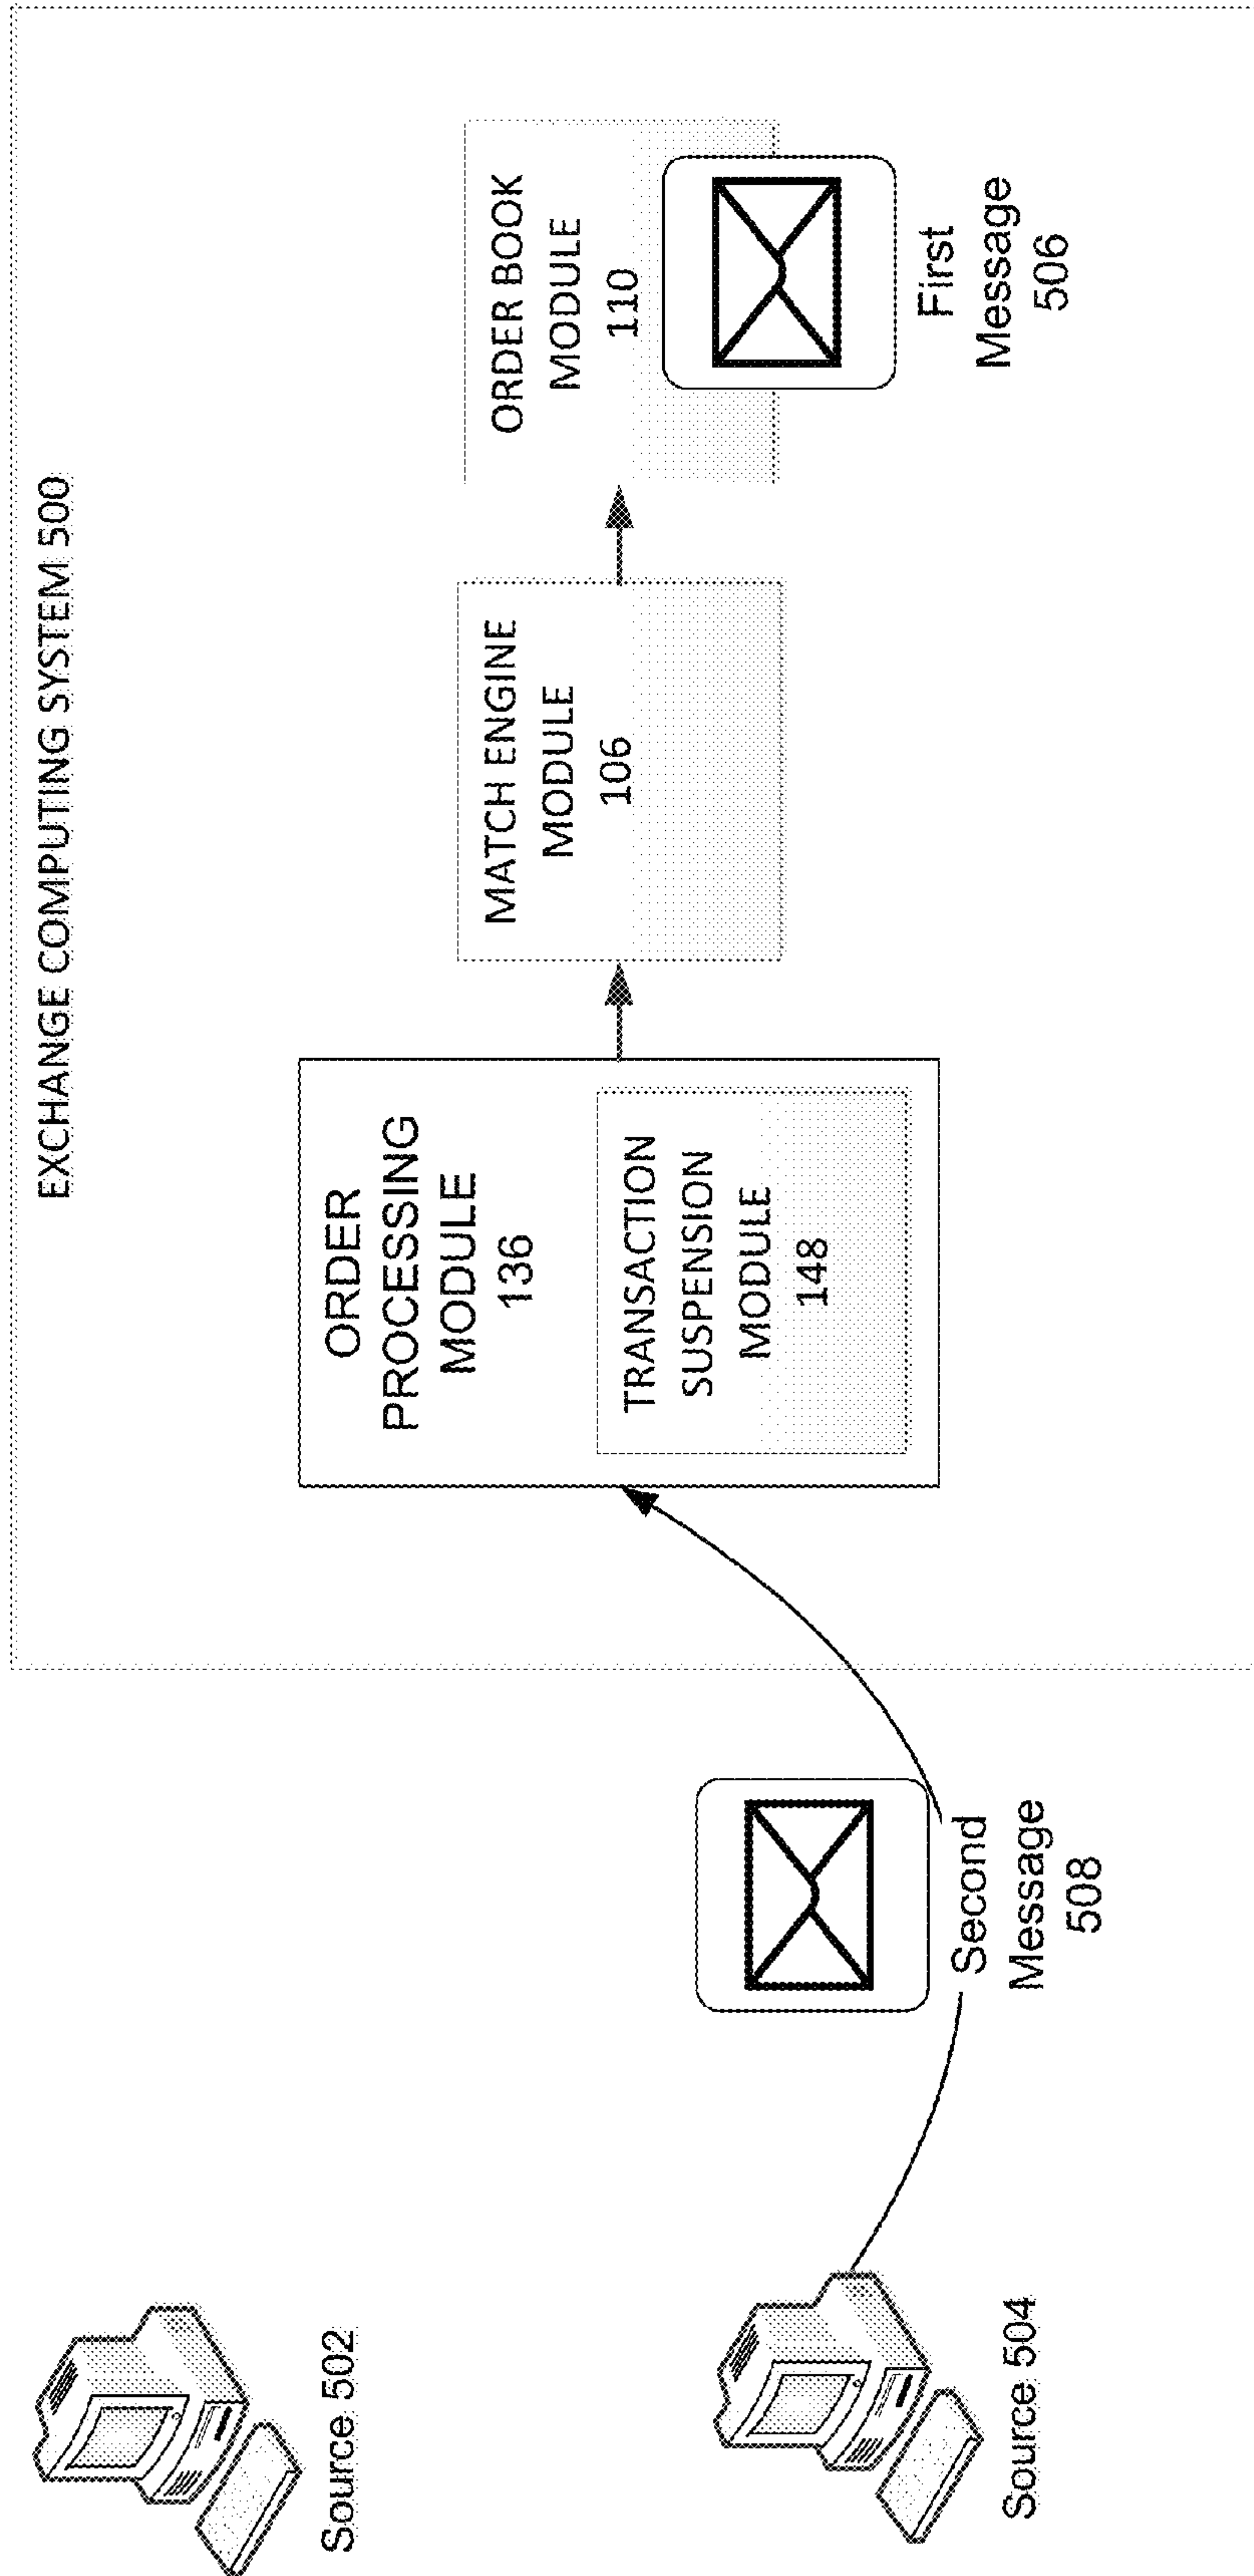 EXCHANGE COMPUTING SYSTEM 500
Source 502
Source 504
Second
Message
508
ORDER
PROCESSING
MODULE
136
TRANSACTION
SUSPENSION
MODULE
148
MATCH ENGINE
MODULE
106
ORDER BOOK
MODULE
110
First
Message
506